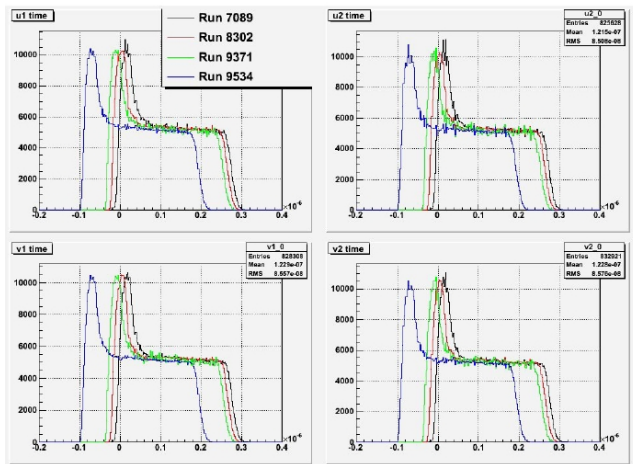 u1 time
Run 7089
Run 8302
Run 9371
Run 9534
10000
8000
6000
4000
2000
0
-0.2 -0.1 0 0.1 0.2 0.3 0.4
×10⁻⁶
u2 time
u2_0
Entries
Mean 1.215e-07
RMS
10000
8000
6000
4000
2000
0
-0.2 -0.1 0 0.1 0.2 0.3 0.4
×10⁻⁶
v1 time
v1_0
Entries 828308
Mean 1.229e-07
RMS 8.557e-08
10000
8000
6000
4000
2000
0
-0.2 -0.1 0 0.1 0.2 0.3 0.4
×10⁻⁶
v2 time
v2_0
Entries 832921
Mean 1.228e-07
RMS 8.575e-08
10000
8000
6000
4000
2000
0
-0.2 -0.1 0 0.1 0.2 0.3 0.4
×10⁻⁶